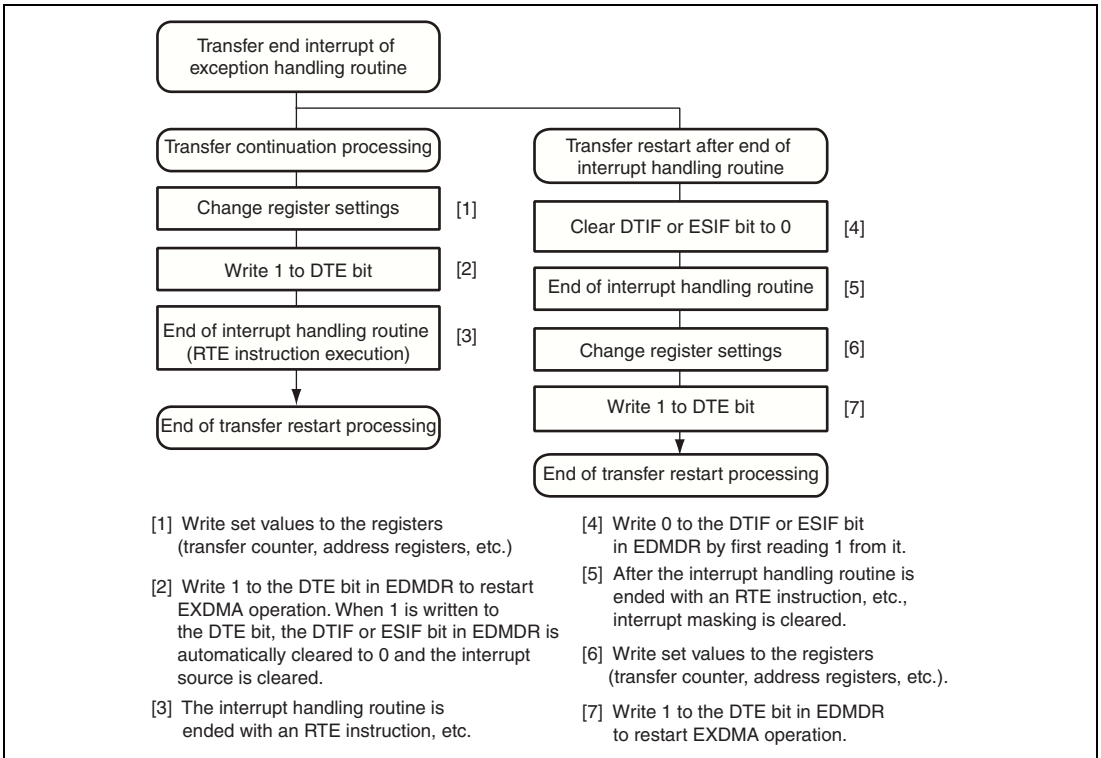 Transfer end interrupt of
exception handling routine
Transfer continuation processing
Change register settings [1]
Write 1 to DTE bit [2]
End of interrupt handling routine
(RTE instruction execution) [3]
End of transfer restart processing
Transfer restart after end of
interrupt handling routine
Clear DTIF or ESIF bit to 0 [4]
End of interrupt handling routine [5]
Change register settings [6]
Write 1 to DTE bit [7]
End of transfer restart processing
[1] Write set values to the registers
(transfer counter, address registers, etc.)
[2] Write 1 to the DTE bit in EDMDR to restart
EXDMA operation. When 1 is written to
the DTE bit, the DTIF or ESIF bit in EDMDR is
automatically cleared to 0 and the interrupt
source is cleared.
[3] The interrupt handling routine is
ended with an RTE instruction, etc.
[4] Write 0 to the DTIF or ESIF bit
in EDMDR by first reading 1 from it.
[5] After the interrupt handling routine is
ended with an RTE instruction, etc.,
interrupt masking is cleared.
[6] Write set values to the registers
(transfer counter, address registers, etc.).
[7] Write 1 to the DTE bit in EDMDR
to restart EXDMA operation.